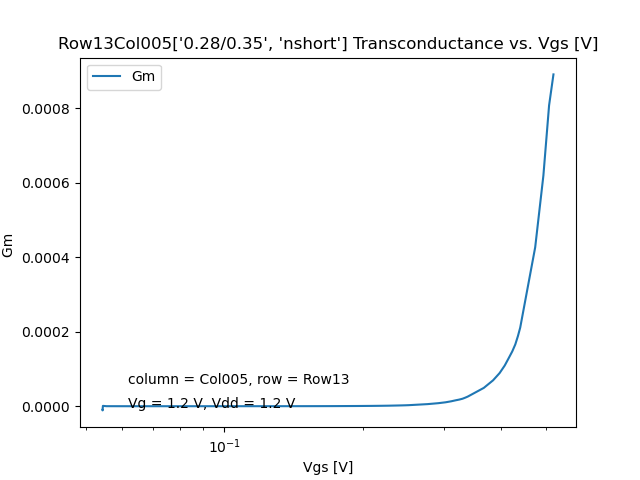 Row13Col005['0.28/0.35', 'nshort'] Transconductance vs. Vgs [V]
Gm
0.0008
0.0006
0.0004
0.0002
0.0000
Gm
column = Col005, row = Row13
Vg = 1.2 V, Vdd = 1.2 V
10⁻¹
Vgs [V]